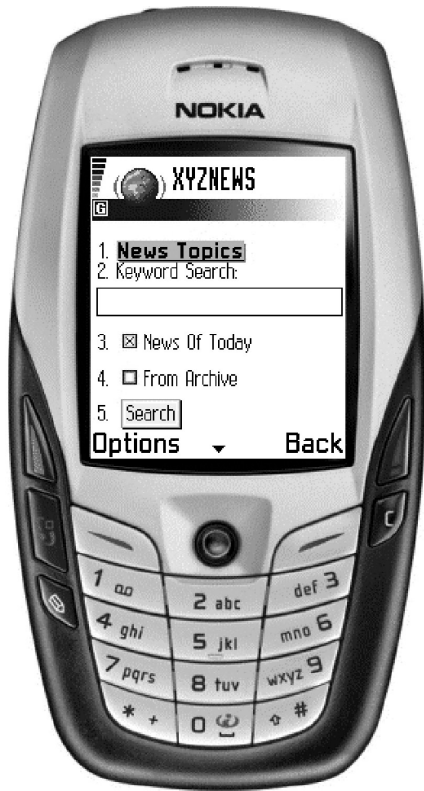 NOKIA
XYZNEWS
G
1. News Topics
2. Keyword Search:
3. News Of Today
4. From Archive
5. Search
Options Back
1
2 abc
def 3
4 ghi
5 jkl
mno 6
7 pqrs
8 tuv
wxyz 9
* +
0
#